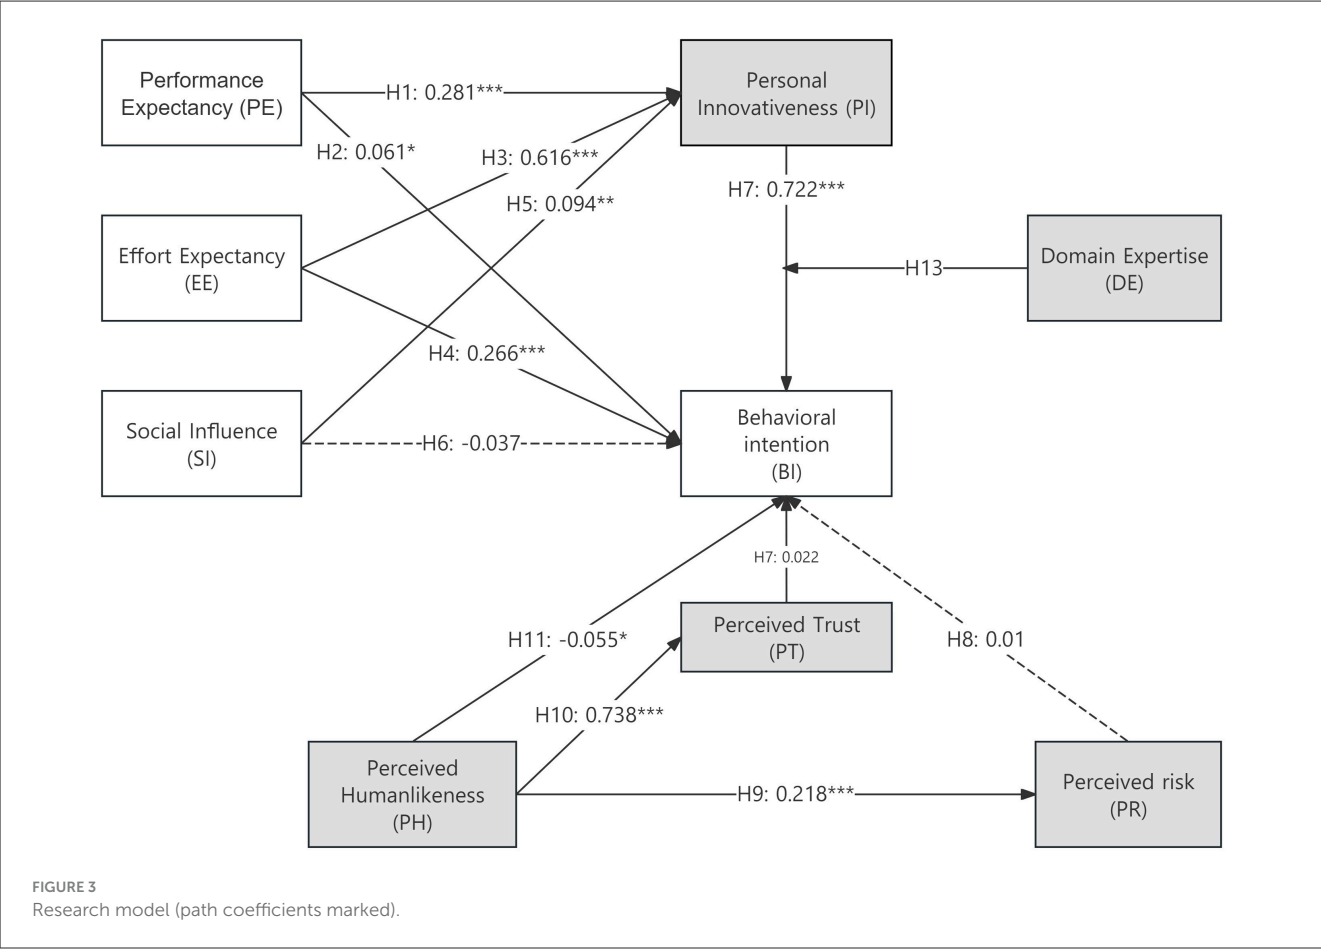 Performance
Expectancy (PE)
H1: 0.281***
Personal
Innovativeness (PI)
H2: 0.061*
H3: 0.616***
H5: 0.094**
H7: 0.722***
Effort Expectancy
(EE)
H13
Domain Expertise
(DE)
H4: 0.266***
Social Influence
(SI)
H6: -0.037
Behavioral
intention
(BI)
H7: 0.022
H11: -0.055*
Perceived Trust
(PT)
H8: 0.01
H10: 0.738***
Perceived
Humanlikeness
(PH)
H9: 0.218***
Perceived risk
(PR)
FIGURE 3
Research model (path coefficients marked).